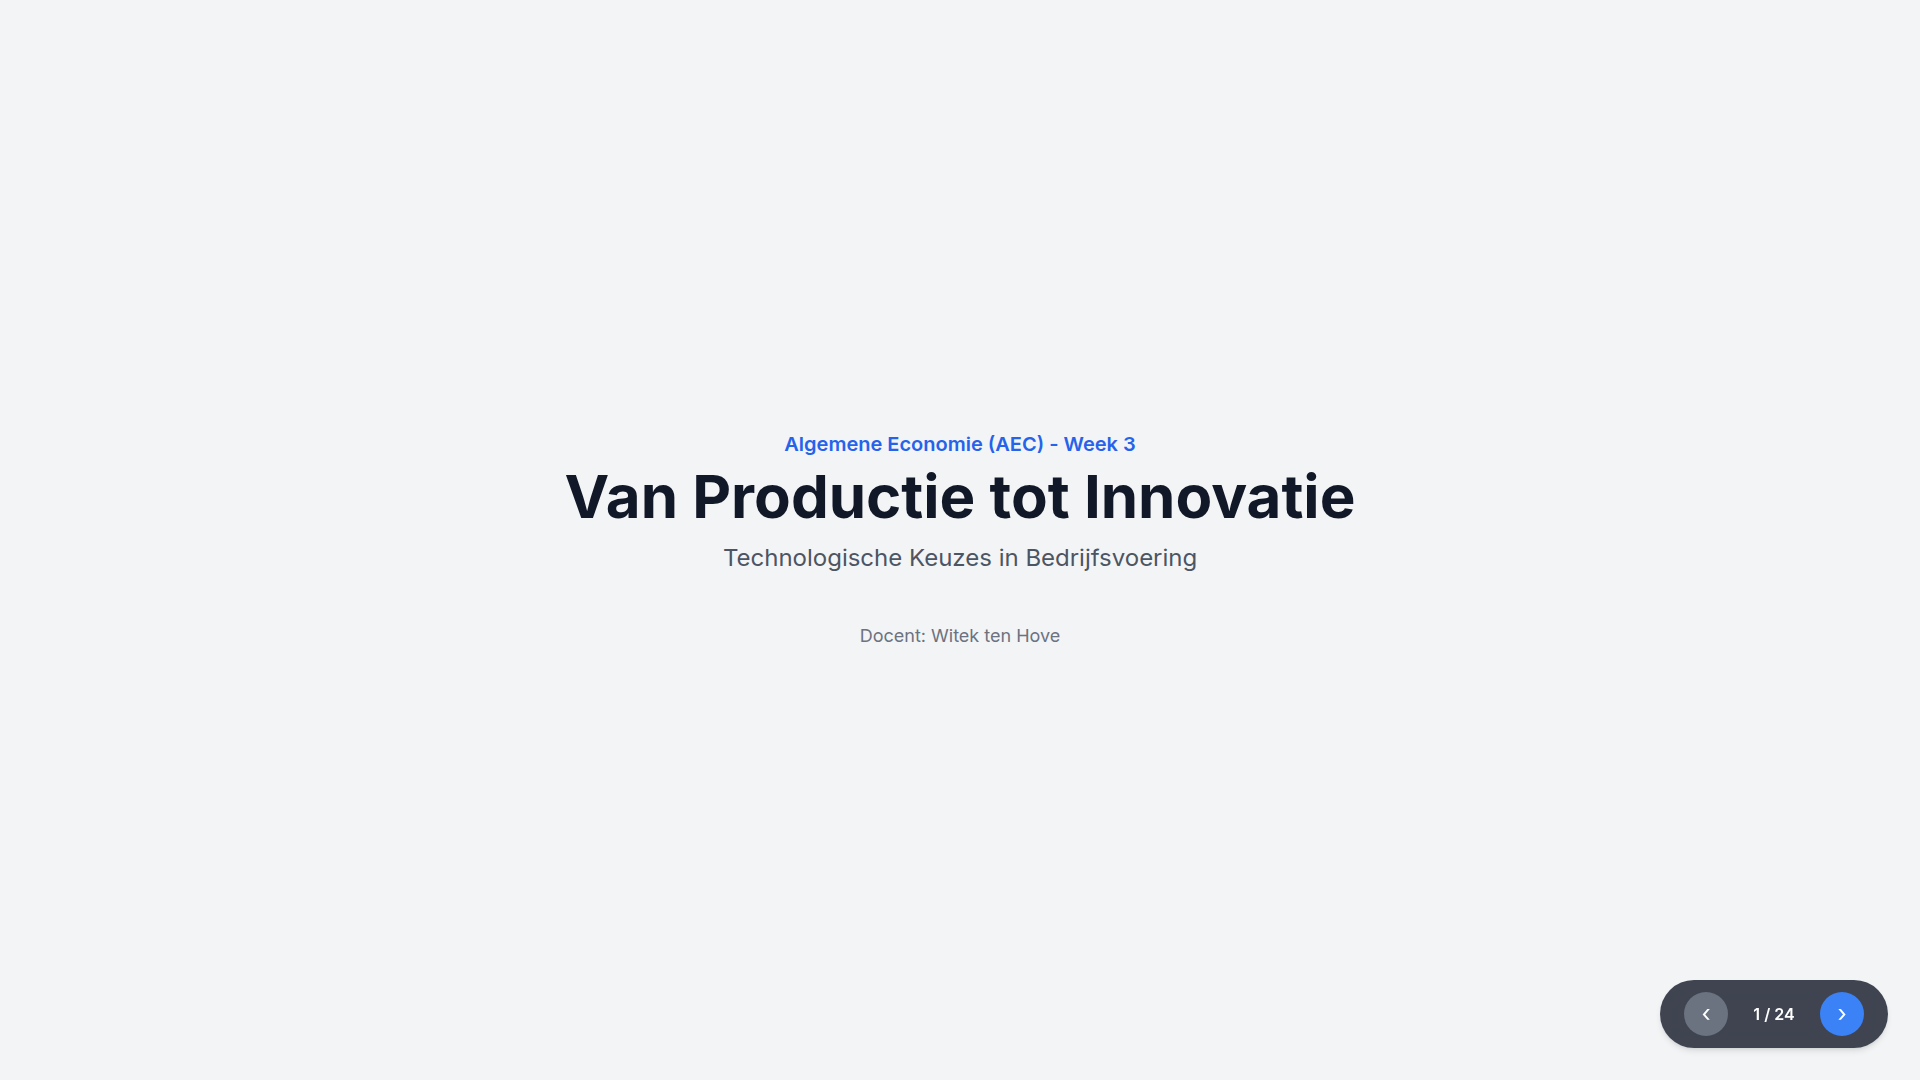 Algemene Economie (AEC) - Week 3
Van Productie tot Innovatie
Technologische Keuzes in Bedrijfsvoering
Docent: Witek ten Hove
‹ 1 / 24 ›